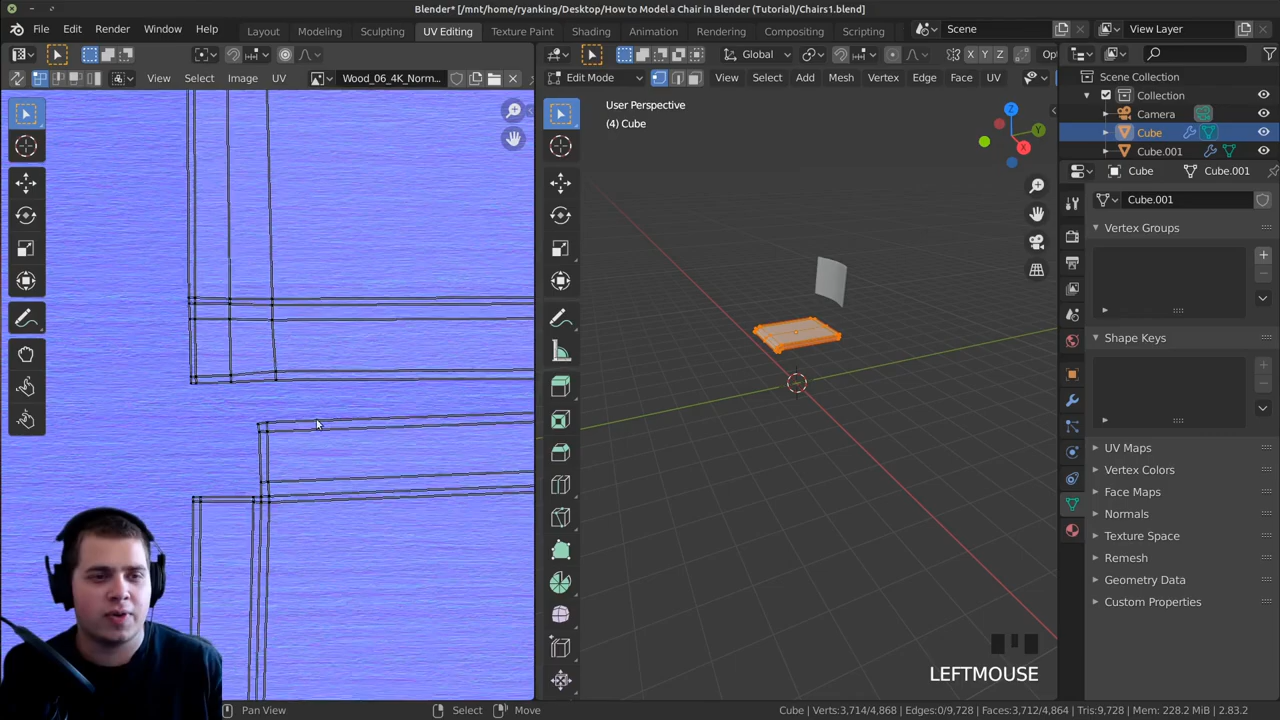 Blender* [/mnt/home/ryanking/Desktop/How to Model a Chair in Blender (Tutorial)/Chairs1.blend]
File Edit Render Window Help Layout Modeling Sculpting UV Editing Texture Paint Shading Animation Rendering Compositing Scripting Scene View Layer
View Select Image UV Wood_06_4K_Norm...
Global Op
Edit Mode View Select Add Mesh Vertex Edge Face UV
X Y Z
User Perspective
(4) Cube
Z
Y
X
Scene Collection
Collection
Camera
Cube
Cube.001
Cube Cube.001
Cube.001
Vertex Groups
Shape Keys
UV Maps
Vertex Colors
Face Maps
Normals
Texture Space
Remesh
Geometry Data
Custom Properties
LEFTMOUSE
Pan View Select Move Cube | Verts:3,714/4,868 | Edges:0/9,728 | Faces:3,712/4,864 | Tris:9,728 | Mem: 228.2 MiB | 2.83.2